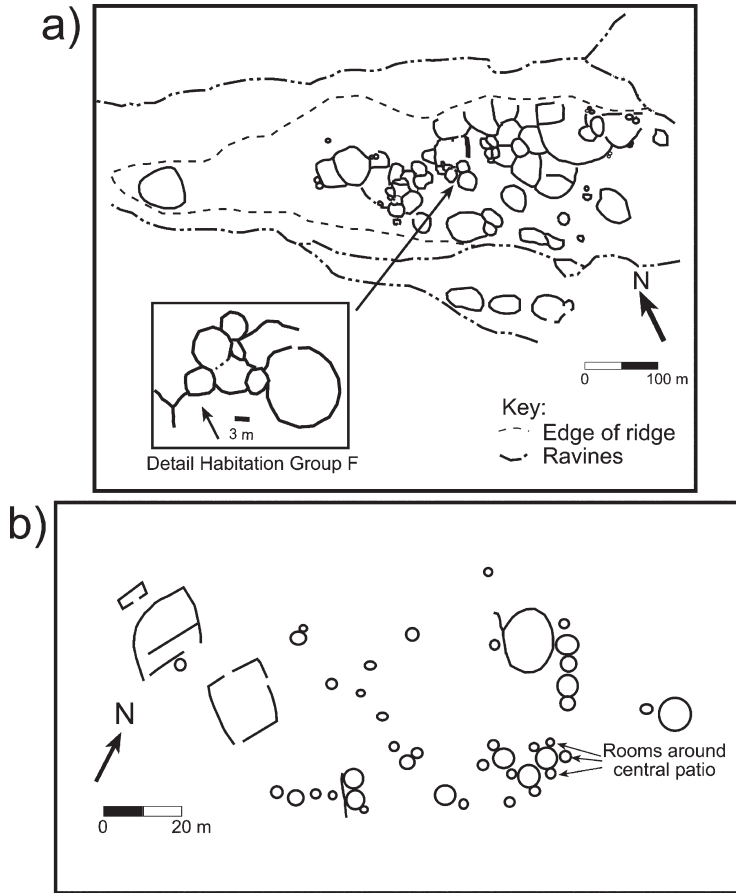 a)
N
0 100 m
Key:
Edge of ridge
Ravines
3 m
Detail Habitation Group F
b)
N
0 20 m
Rooms around
central patio